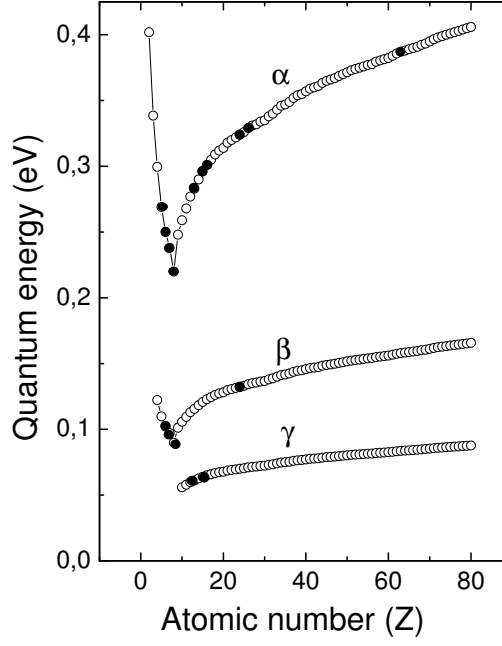 0,4
α
0,3
0,2
β
0,1
γ
0,0
0 20 40 60 80
Quantum energy (eV)
Atomic number (Z)